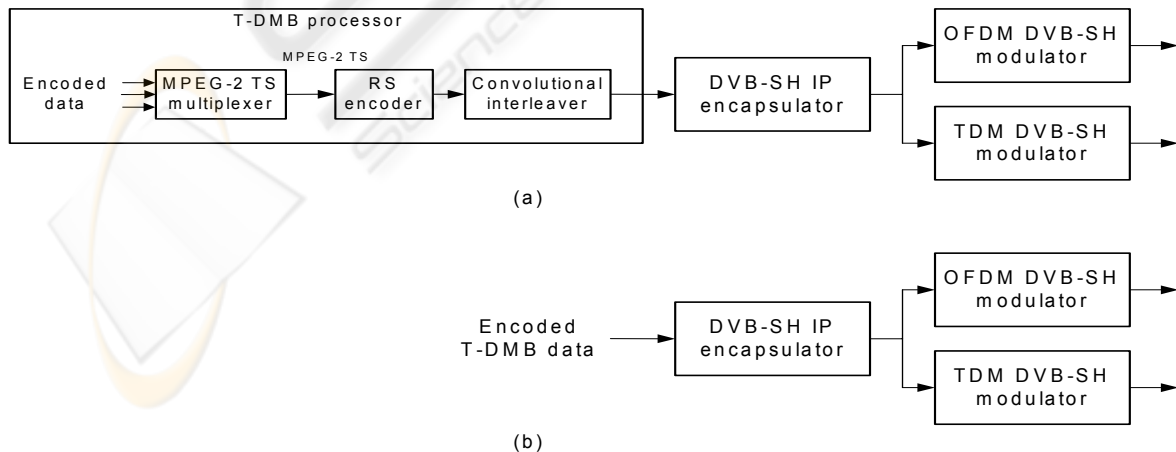 T-DMB processor
MPEG-2 TS
Encoded
data
MPEG-2 TS
multiplexer
RS
encoder
Convolutional
interleaver
DVB-SH IP
encapsulator
OFDM DVB-SH
modulator
TDM DVB-SH
modulator
(a)
Encoded
T-DMB data
DVB-SH IP
encapsulator
OFDM DVB-SH
modulator
TDM DVB-SH
modulator
(b)